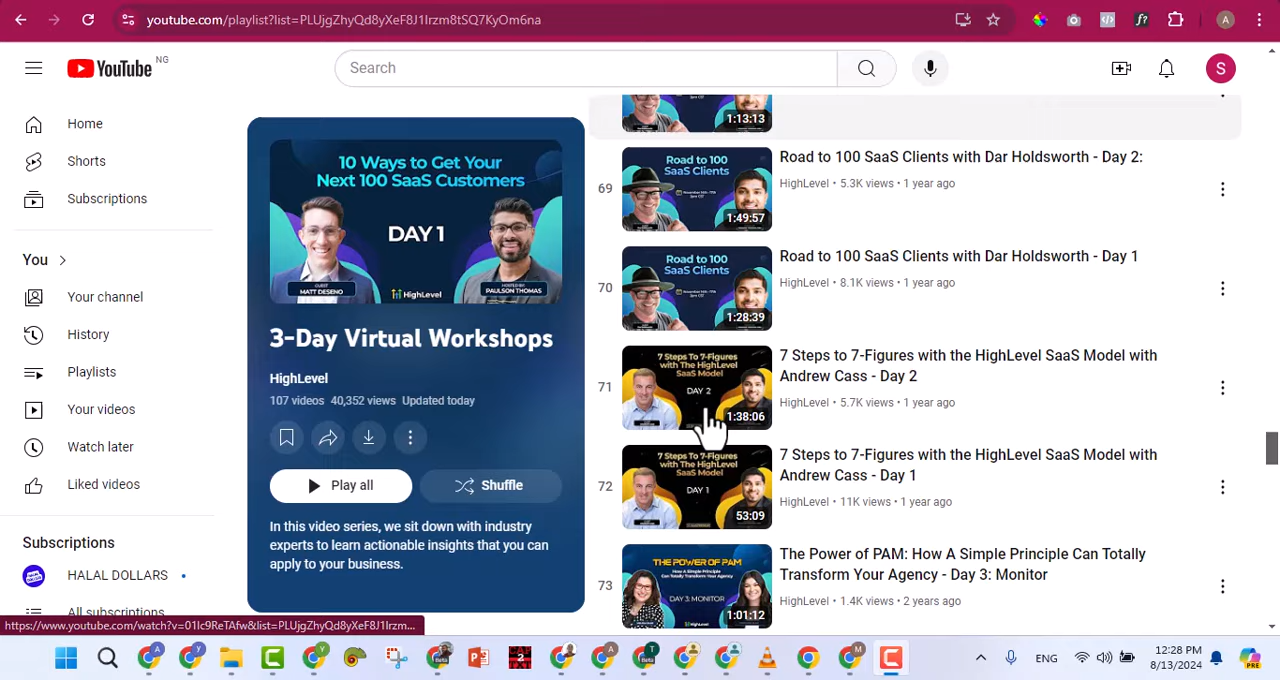 youtube.com/playlist?list=PLUjgZhyQd8yXeF8J1Irzm8tSQ7KyOm6na
A
YouTube NG
Search
S
Home
Shorts
Subscriptions
You
Your channel
History
Playlists
Your videos
Watch later
Liked videos
Subscriptions
HALAL DOLLARS
All subscriptions
10 Ways to Get Your
Next 100 SaaS Customers
DAY 1
GUEST
MATT DESENO
HOSTED BY
PAULSON THOMAS
HighLevel
3-Day Virtual Workshops
HighLevel
107 videos 40,352 views Updated today
Play all
Shuffle
In this video series, we sit down with industry
experts to learn actionable insights that you can
apply to your business.
1:13:13
69
Road to 100
SaaS Clients
1:49:57
Road to 100 SaaS Clients with Dar Holdsworth - Day 2:
HighLevel • 5.3K views • 1 year ago
70
Road to 100
SaaS Clients
1:28:39
Road to 100 SaaS Clients with Dar Holdsworth - Day 1
HighLevel • 8.1K views • 1 year ago
71
7 Steps To 7-Figures
with The HighLevel
SaaS Model
DAY 2
1:38:06
7 Steps to 7-Figures with the HighLevel SaaS Model with
Andrew Cass - Day 2
HighLevel • 5.7K views • 1 year ago
72
7 Steps To 7-Figures
with The HighLevel
SaaS Model
DAY 1
53:09
7 Steps to 7-Figures with the HighLevel SaaS Model with
Andrew Cass - Day 1
HighLevel • 11K views • 1 year ago
73
THE POWER OF PAM:
How A Simple Principle Can Totally
Transform Your Agency
DAY 3: MONITOR
1:01:12
The Power of PAM: How A Simple Principle Can Totally
Transform Your Agency - Day 3: Monitor
HighLevel • 1.4K views • 2 years ago
https://www.youtube.com/watch?v=01Ic9ReTAfw&list=PLUjgZhyQd8yXeF8J1Irzm...
ENG
12:28 PM
8/13/2024
PRE